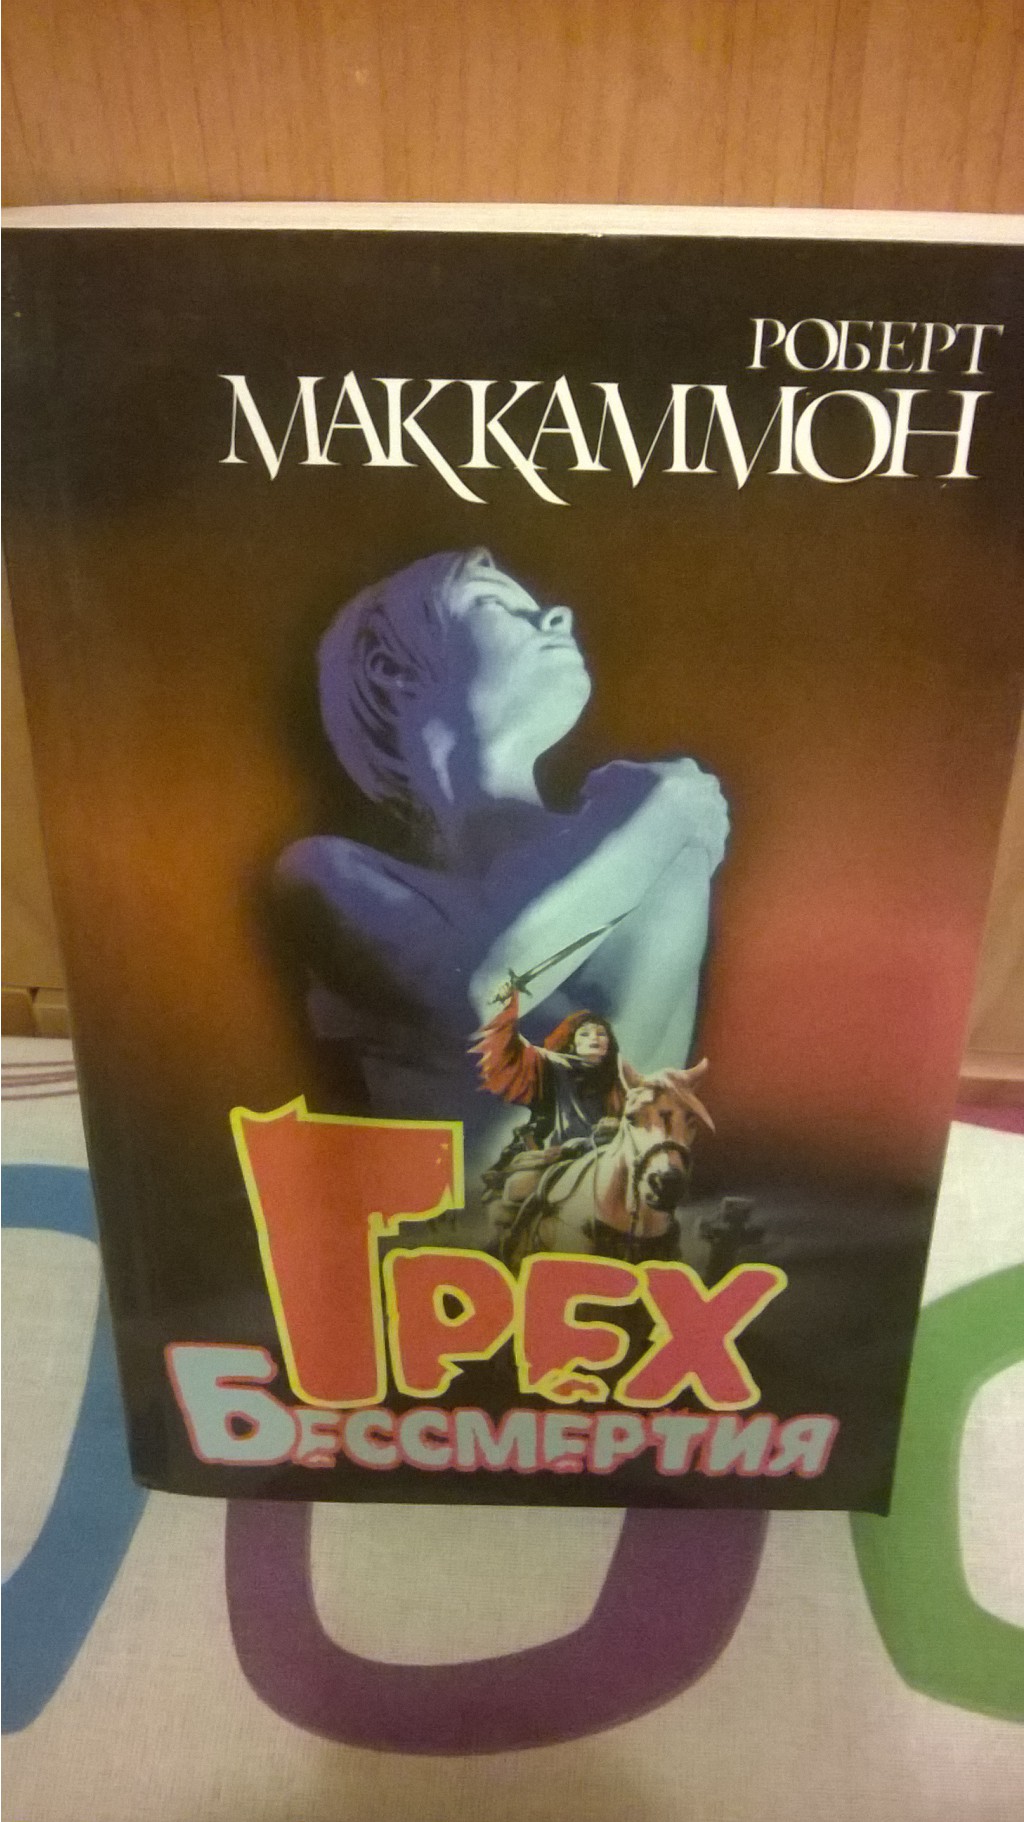 Роберт
Маккаммон
Грех
Бессмертия